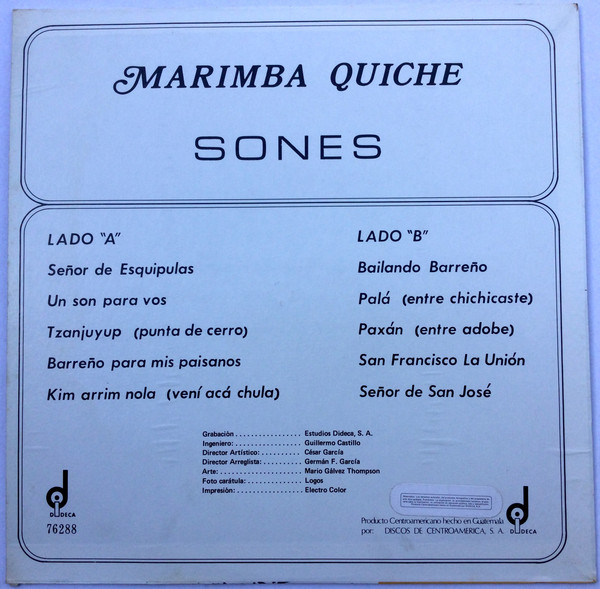 MARIMBA QUICHE
SONES
LADO "A"
Señor de Esquipulas
Un son para vos
Tzanjuyup (punta de cerro)
Barreño para mis paisanos
Kim arrim nola (vení acá chula)
LADO "B"
Bailando Barreño
Palá (entre chichicaste)
Paxán (entre adobe)
San Francisco La Unión
Señor de San José
Grabación ................ Estudios Dideca, S. A.
Ingeniero: ................ Guillermo Castillo
Director Artístico: .......... César García
Director Arreglista: ......... Germán F. García
Arte: ................... Mario Gálvez Thompson
Foto carátula: ............. Logos
Impresión: ............... Electro Color
DIDECA
76288
Producto Centroamericano hecho en Guatemala
por: DISCOS DE CENTROAMERICA, S. A.
DIDECA